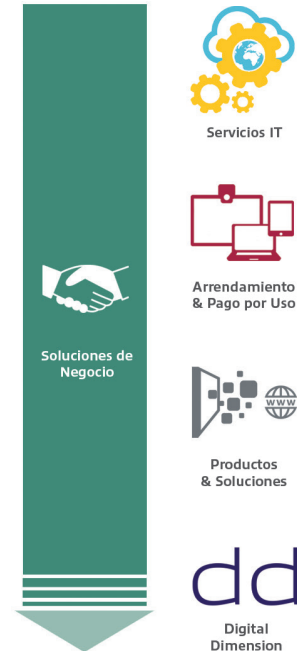 Servicios IT
Arrendamiento
& Pago por Uso
Soluciones de
Negocio
www
Productos
& Soluciones
dd
Digital
Dimension